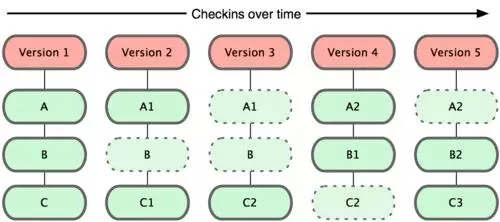 Checkins over time
Version 1 Version 2 Version 3 Version 4 Version 5
A A1 A1 A2 A2
B B B B1 B2
C C1 C2 C2 C3